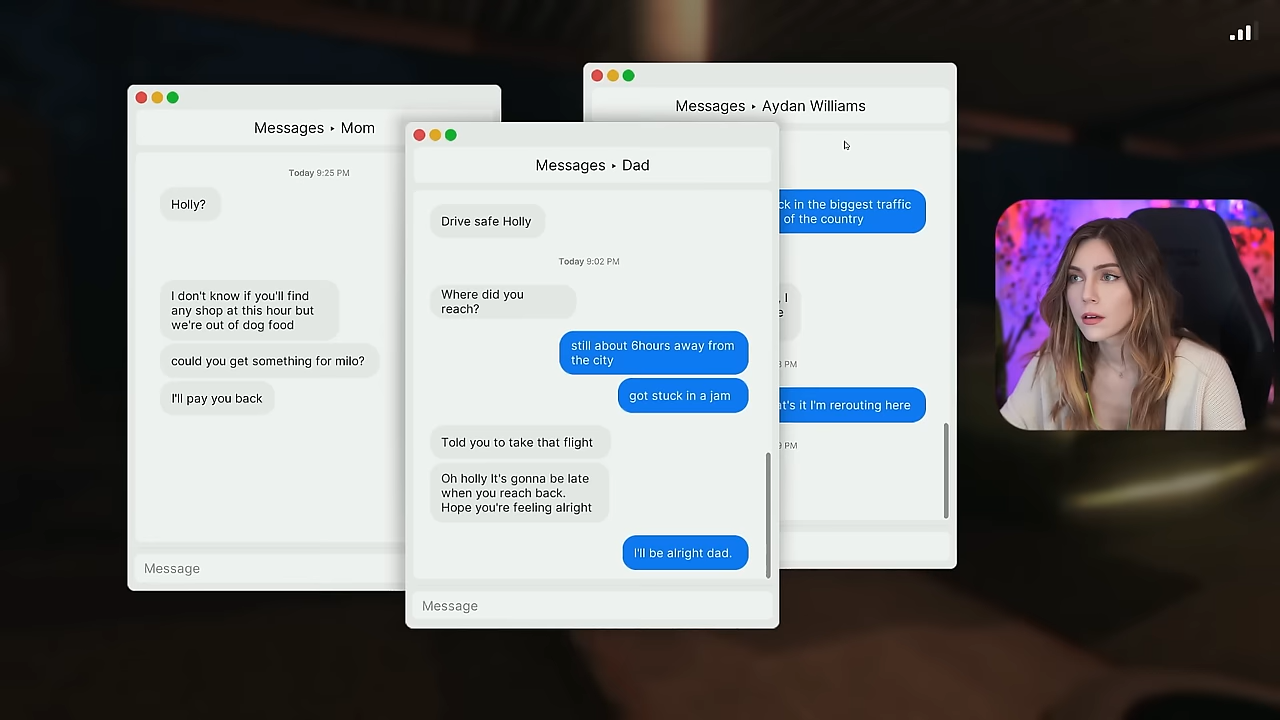 Messages ▸ Mom
Today 9:25 PM
Holly?
I don't know if you'll find
any shop at this hour but
we're out of dog food
could you get something for milo?
I'll pay you back
Message
Messages ▸ Dad
Drive safe Holly
Today 9:02 PM
Where did you
reach?
still about 6hours away from
the city
got stuck in a jam
Told you to take that flight
Oh holly It's gonna be late
when you reach back.
Hope you're feeling alright
I'll be alright dad.
Message
Messages ▸ Aydan Williams
in the biggest traffic
of the country
I
PM
I'm rerouting here
PM